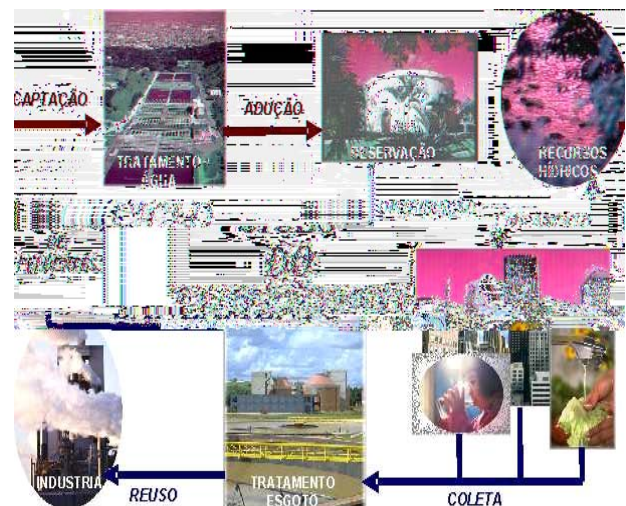 CAPTAÇÃO
ADUÇÃO
TRATAMENTO
ÁGUA
RESERVAÇÃO
RECURSOS
HÍDRICOS
INDUSTRIA
REUSO
TRATAMENTO
ESGOTO
COLETA